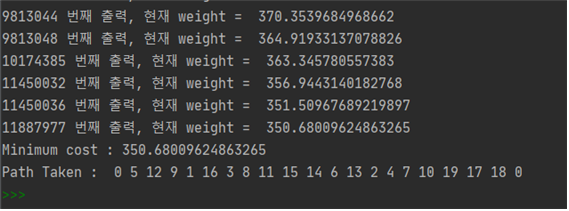 9813044 번째 출력, 현재 weight =  370.3539684968662
9813048 번째 출력, 현재 weight =  364.91933137078826
10174385 번째 출력, 현재 weight =  363.345780557383
11450032 번째 출력, 현재 weight =  356.9443140182768
11450036 번째 출력, 현재 weight =  351.50967689219897
11887977 번째 출력, 현재 weight =  350.68009624863265
Minimum cost : 350.68009624863265
Path Taken :  0 5 12 9 1 16 3 8 11 15 14 6 13 2 4 7 10 19 17 18 0
>>>